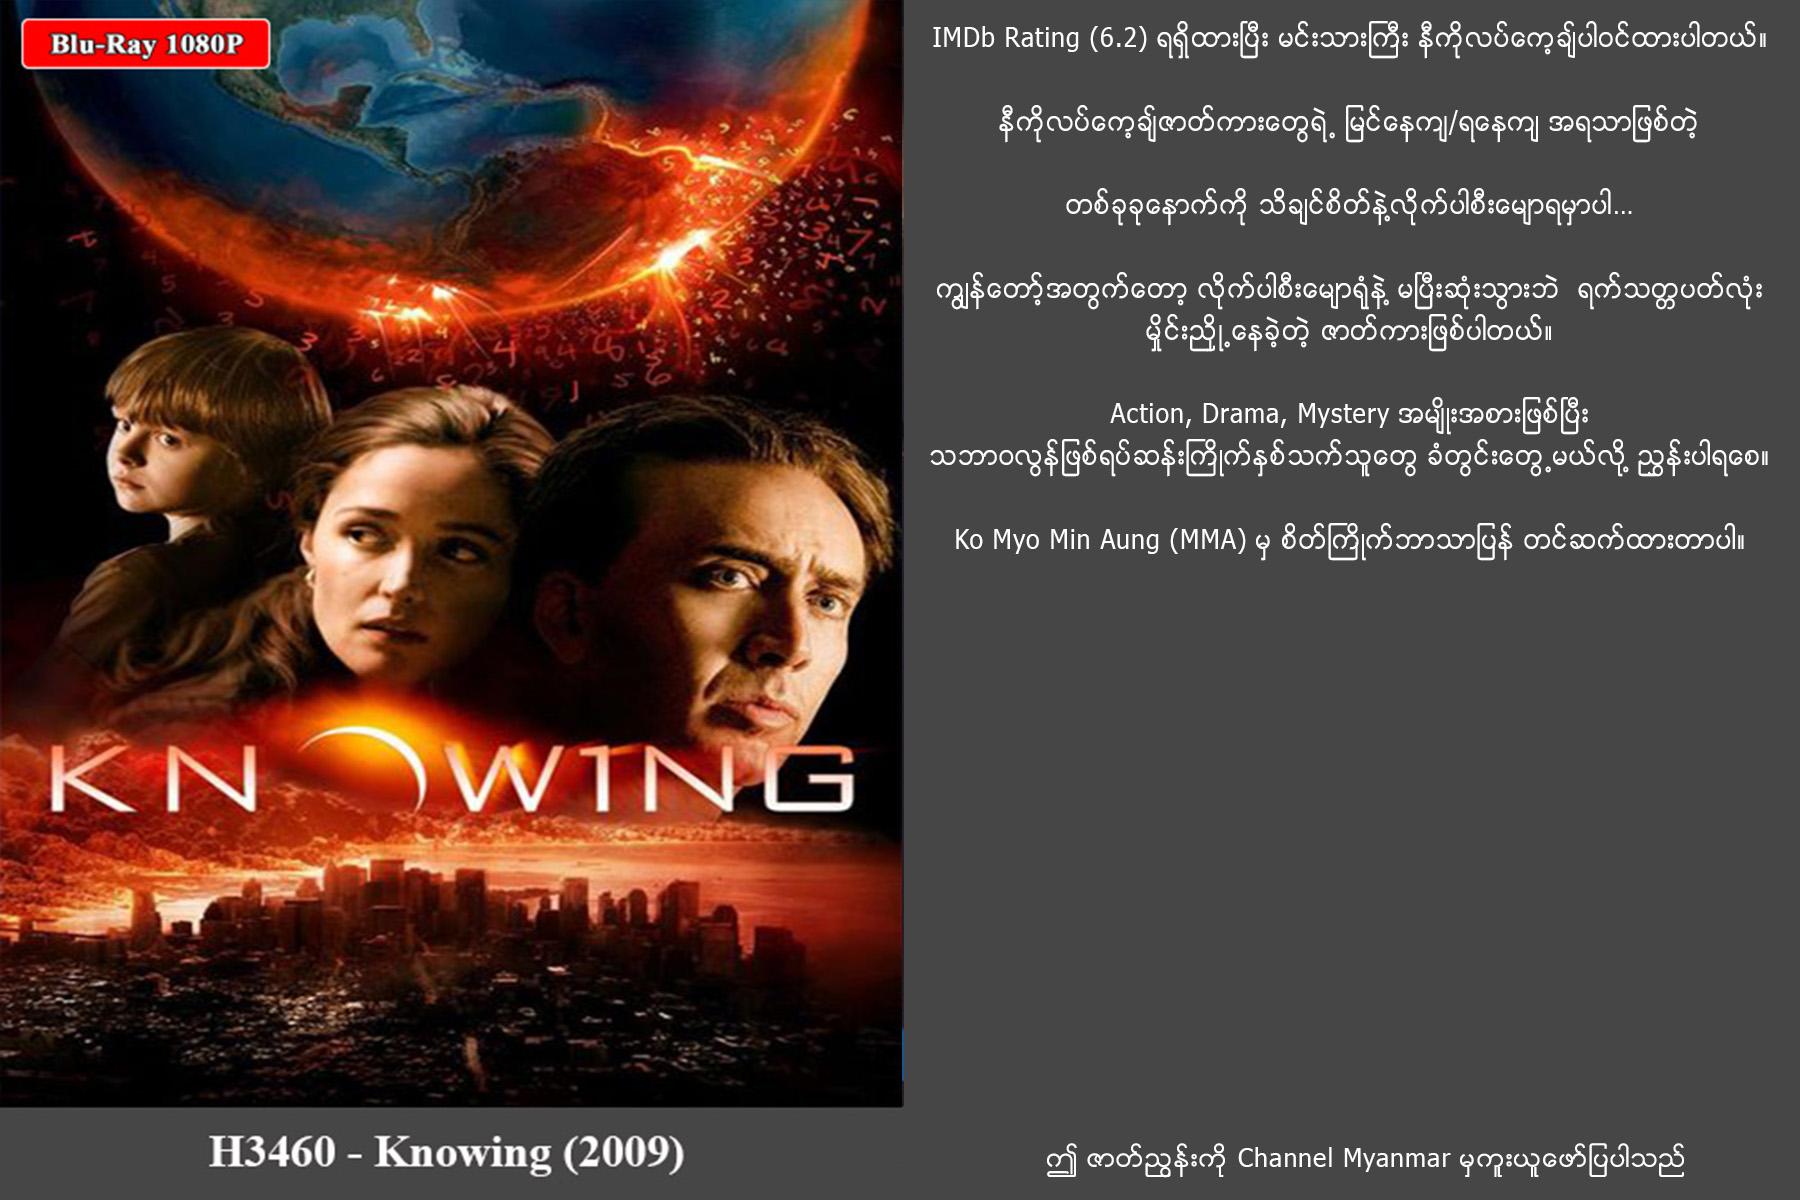 Blu-Ray 1080P
KNOW1NG
H3460 - Knowing (2009)
IMDb Rating (6.2) ရရှိထားပြီး မင်းသားကြီး နီကိုလပ်ကေ့ချ်ပါဝင်ထားပါတယ်။
နီကိုလပ်ကေ့ချ်ဇာတ်ကားတွေရဲ့ မြင်နေကျ/ရနေကျ အရသာဖြစ်တဲ့
တစ်ခုခုနောက်ကို သိချင်စိတ်နဲ့လိုက်ပါစီးမျောရမှာပါ...
ကျွန်တော့်အတွက်တော့ လိုက်ပါစီးမျောရုံနဲ့ မပြီးဆုံးသွားဘဲ ရက်သတ္တပတ်လုံး
မှိုင်းညှို့နေခဲ့တဲ့ ဇာတ်ကားဖြစ်ပါတယ်။
Action, Drama, Mystery အမျိုးအစားဖြစ်ပြီး
သဘာဝလွန်ဖြစ်ရပ်ဆန်းကြိုက်နှစ်သက်သူတွေ ခံတွင်းတွေ့မယ်လို့ ညွှန်းပါရစေ။
Ko Myo Min Aung (MMA) မှ စိတ်ကြိုက်ဘာသာပြန် တင်ဆက်ထားတာပါ။
ဤ ဇာတ်ညွှန်းကို Channel Myanmar မှကူးယူဖော်ပြပါသည်